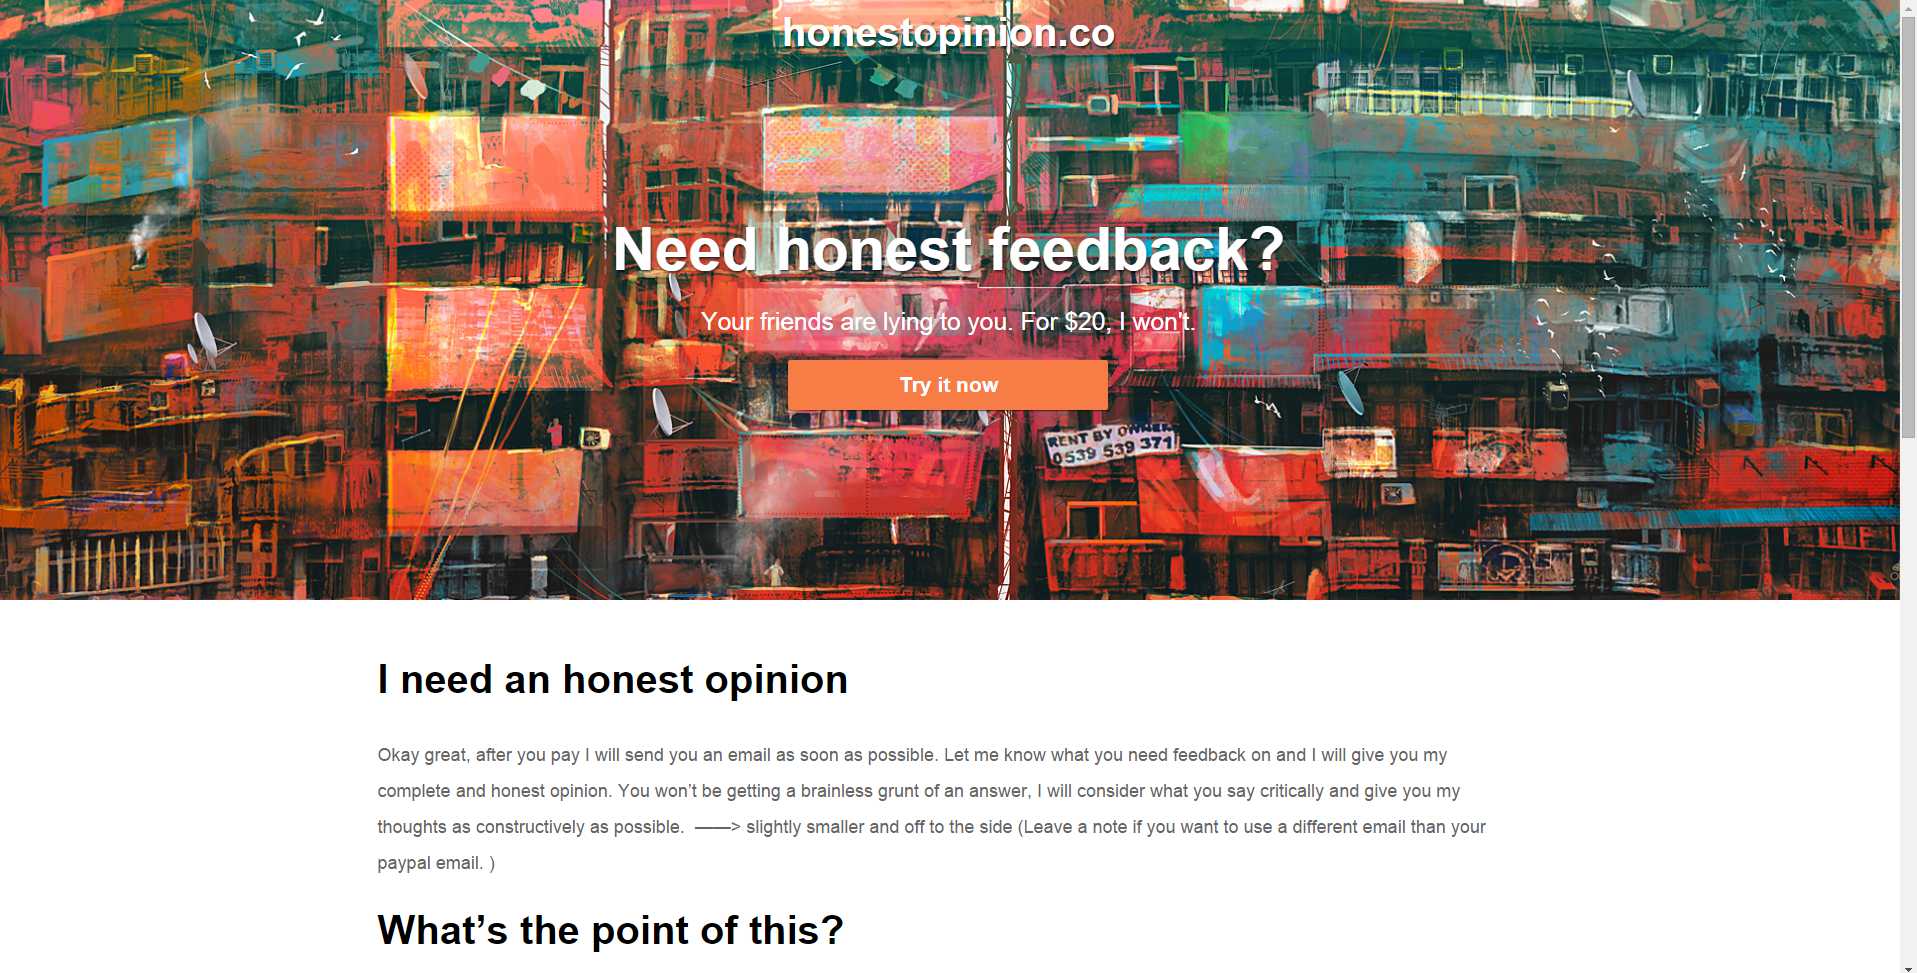 honestopinion.co
Need honest feedback?
Your friends are lying to you. For $20, I won't.
Try it now
RENT BY OWNER
0539 539 371
I need an honest opinion
Okay great, after you pay I will send you an email as soon as possible. Let me know what you need feedback on and I will give you my
complete and honest opinion. You won’t be getting a brainless grunt of an answer, I will consider what you say critically and give you my
thoughts as constructively as possible.  ——> slightly smaller and off to the side (Leave a note if you want to use a different email than your
paypal email. )
What’s the point of this?